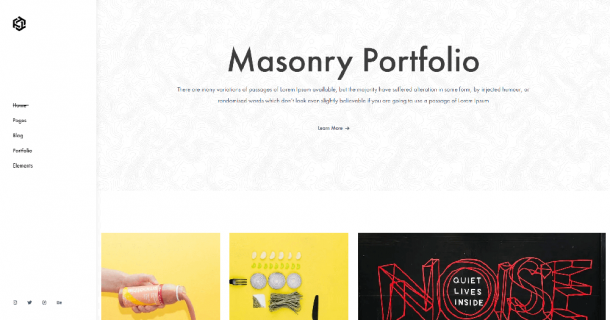 Home
Pages
Blog
Portfolio
Elements
Masonry Portfolio
There are many variations of passages of Lorem Ipsum available, but the majority have suffered alteration in some form, by injected humour, or
randomised words which don't look even slightly believable if you are going to use a passage of Lorem Ipsum
Learn More →
NOISE
QUIET
LIVES
INSIDE